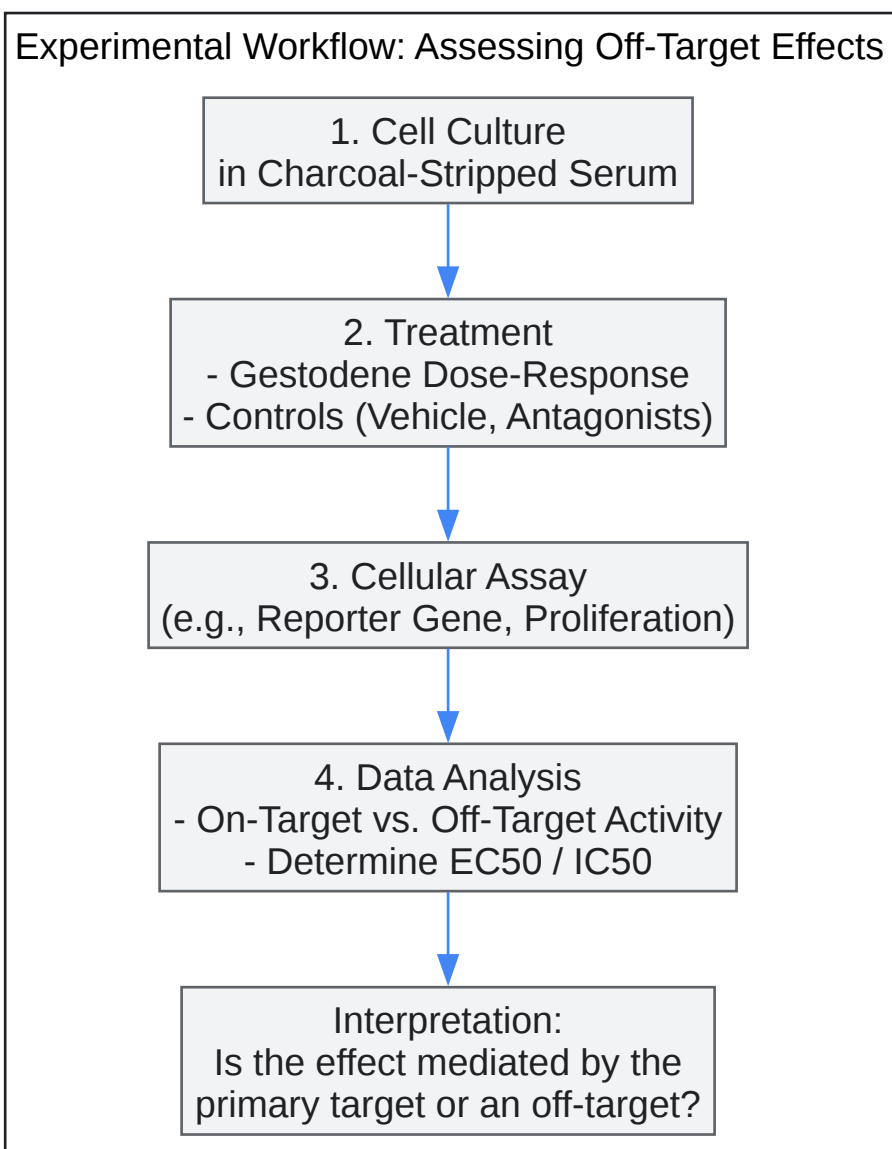 Experimental Workflow: Assessing Off-Target Effects
1. Cell Culture
in Charcoal-Stripped Serum
2. Treatment
- Gestodene Dose-Response
- Controls (Vehicle, Antagonists)
3. Cellular Assay
(e.g., Reporter Gene, Proliferation)
4. Data Analysis
- On-Target vs. Off-Target Activity
- Determine EC50 / IC50
Interpretation:
Is the effect mediated by the
primary target or an off-target?